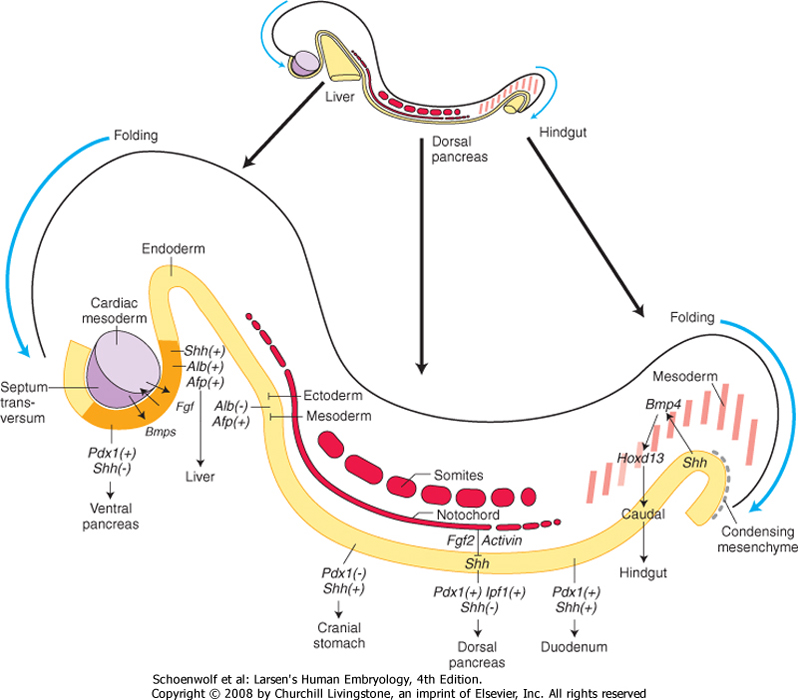 Liver
Dorsal
pancreas
Hindgut
Folding
Endoderm
Cardiac
mesoderm
Folding
Mesoderm
Shh(+)
Alb(+)
Afp(+)
Septum
trans-
versum
Fgf
Bmps
Ectoderm
Alb(-)
Afp(+)
Mesoderm
Bmp4
Pdx1(+)
Shh(-)
Liver
Ventral
pancreas
Somites
Hoxd13
Shh
Notochord
Caudal
Condensing
mesenchyme
Fgf2 Activin
Shh
Hindgut
Pdx1(-)
Shh(+)
Cranial
stomach
Pdx1(+) Ipf1(+)
Shh(-)
Dorsal
pancreas
Pdx1(+)
Shh(+)
Duodenum
Schoenwolf et al: Larsen's Human Embryology, 4th Edition.
Copyright © 2008 by Churchill Livingstone, an imprint of Elsevier, Inc. All rights reserved